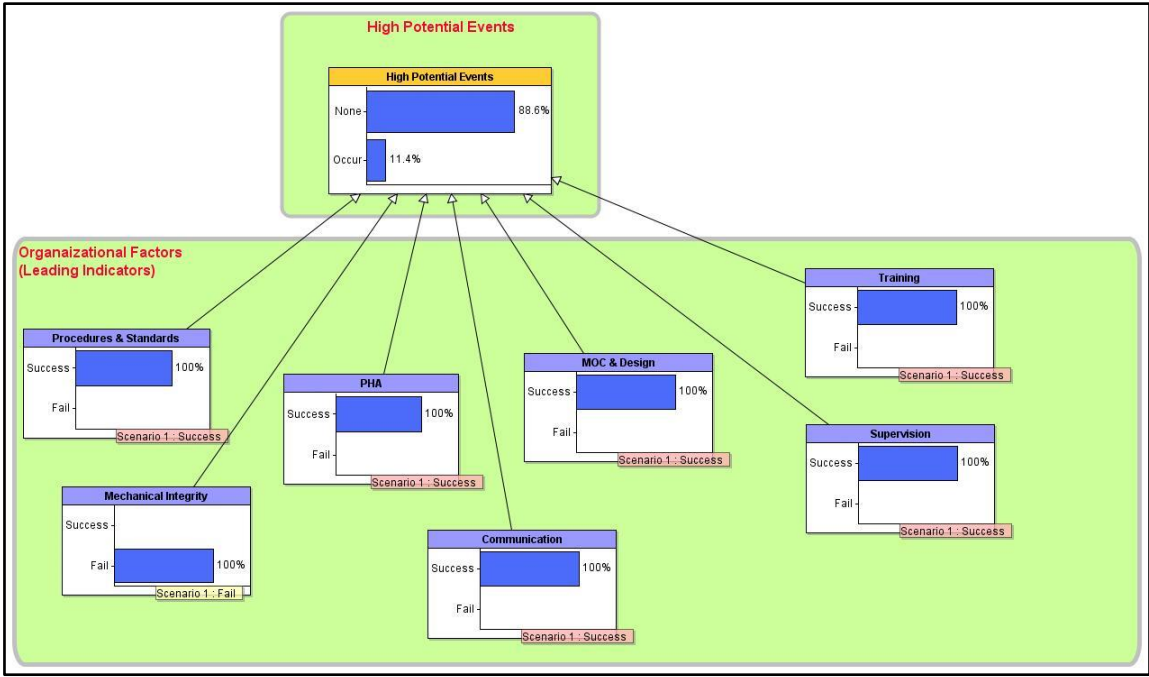 High Potential Events
High Potential Events
None
88.6%
Occur
11.4%
Organaizational Factors
(Leading Indicators)
Training
Success
100%
Fail
Scenario 1 : Success
Procedures & Standards
Success
100%
Fail
Scenario 1 : Success
MOC & Design
Success
100%
Fail
Scenario 1 : Success
PHA
Success
100%
Fail
Scenario 1 : Success
Supervision
Success
100%
Fail
Scenario 1 : Success
Mechanical Integrity
Success
Fail
100%
Scenario 1 : Fail
Communication
Success
100%
Fail
Scenario 1 : Success